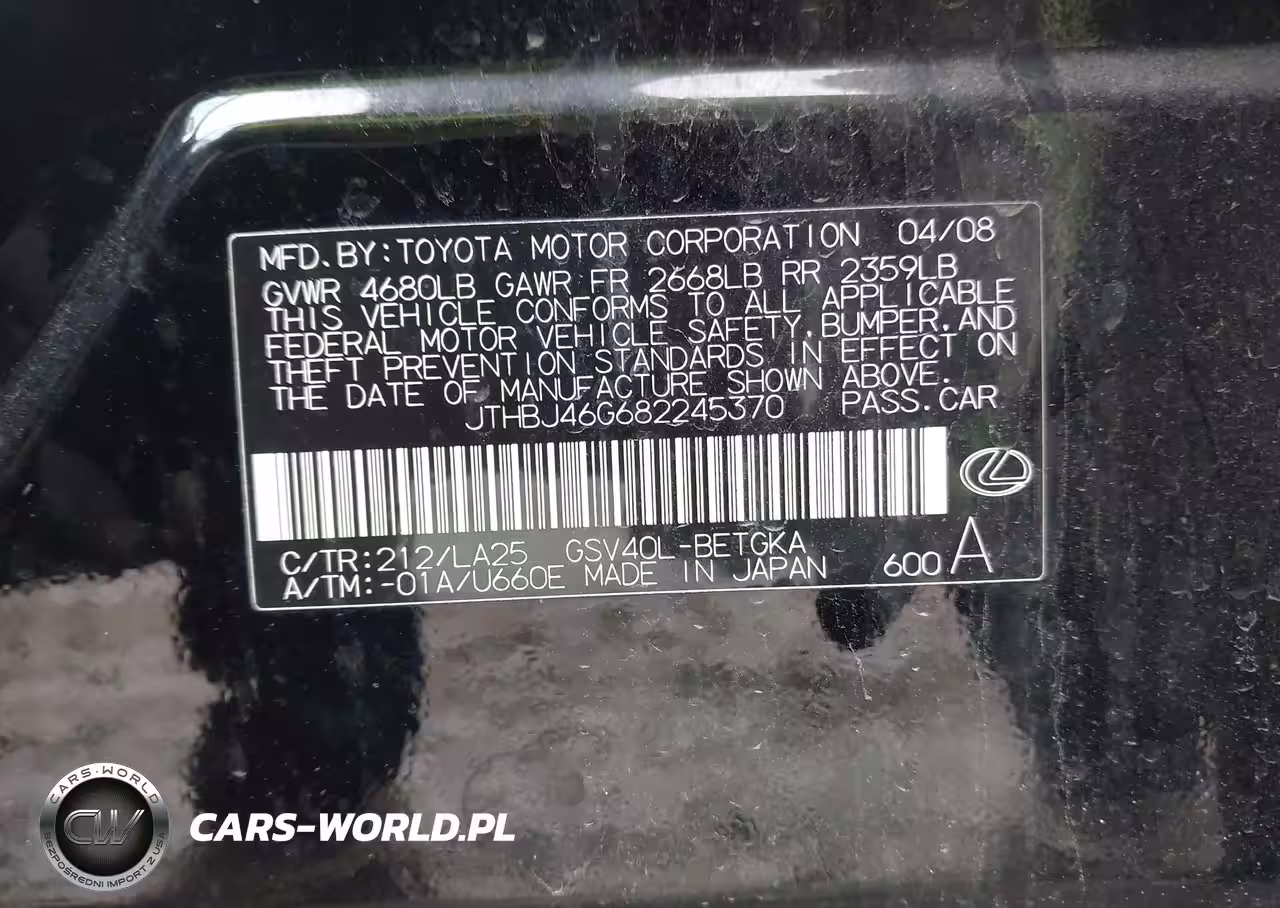 MFD.BY:TOYOTA MOTOR CORPORATION 04/08
GVWR 4680LB GAWR FR 2668LB RR 2359LB
THIS VEHICLE CONFORMS TO ALL APPLICABLE
FEDERAL MOTOR VEHICLE SAFETY,BUMPER,AND
THEFT PREVENTION STANDARDS IN EFFECT ON
THE DATE OF MANUFACTURE SHOWN ABOVE.
JTHBJ46G682245370 PASS.CAR
C/TR:212/LA25 GSV40L-BETGKA
A/TM:-01A/U660E MADE IN JAPAN 600 A
CARS-WORLD
CW
BEZPOŚREDNI IMPORT Z USA
CARS-WORLD.PL